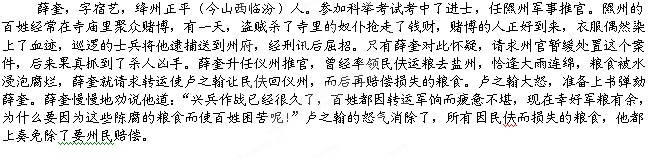 薛奎，字宿艺，绛州正平（今山西临汾）人。参加科学考试考中了进士，任隰州军事推官。隰州的
百姓经常在寺庙里聚众赌博，有一天，盗贼杀了寺里的奴仆抢走了钱财，赌博的人正好到来，衣服偶然染
上了血迹，巡逻的士兵将他逮捕送到州府，经刑讯后屈招。只有薛奎对此怀疑，请求州官暂缓处置这个案
件，后来果真抓到了杀人凶手。薛奎升任仪州推官，曾经率领民伕运粮去盐州，恰逢大雨连绵，粮食被水
浸泡腐烂，薛奎就请求转运使卢之翰让民伕回仪州，而后再赔偿损失的粮食。卢之翰大怒，准备上书弹劾
薛奎。薛奎慢慢地劝说他道：“兴兵作战已经很久了，百姓都因转运军饷而疲惫不堪，现在幸好军粮有余，
为什么要因为这些陈腐的粮食而使百姓困苦呢！”卢之翰的怒气消除了，所有因民伕而损失的粮食，他都
上奏免除了要州民赔偿。